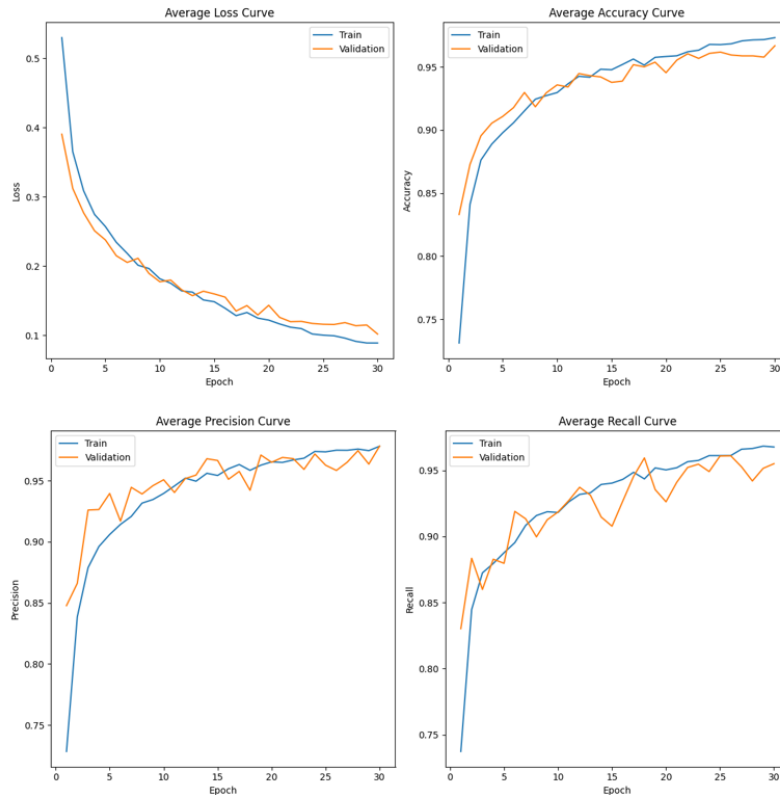 Average Loss Curve
Train
Validation
0.5
0.4
0.3
0.2
0.1
Loss
0 5 10 15 20 25 30
Epoch
Average Accuracy Curve
Train
Validation
0.95
0.90
0.85
0.80
0.75
Accuracy
0 5 10 15 20 25 30
Epoch
Average Precision Curve
Train
Validation
0.95
0.90
0.85
0.80
0.75
Precision
0 5 10 15 20 25 30
Epoch
Average Recall Curve
Train
Validation
0.95
0.90
0.85
0.80
0.75
Recall
0 5 10 15 20 25 30
Epoch